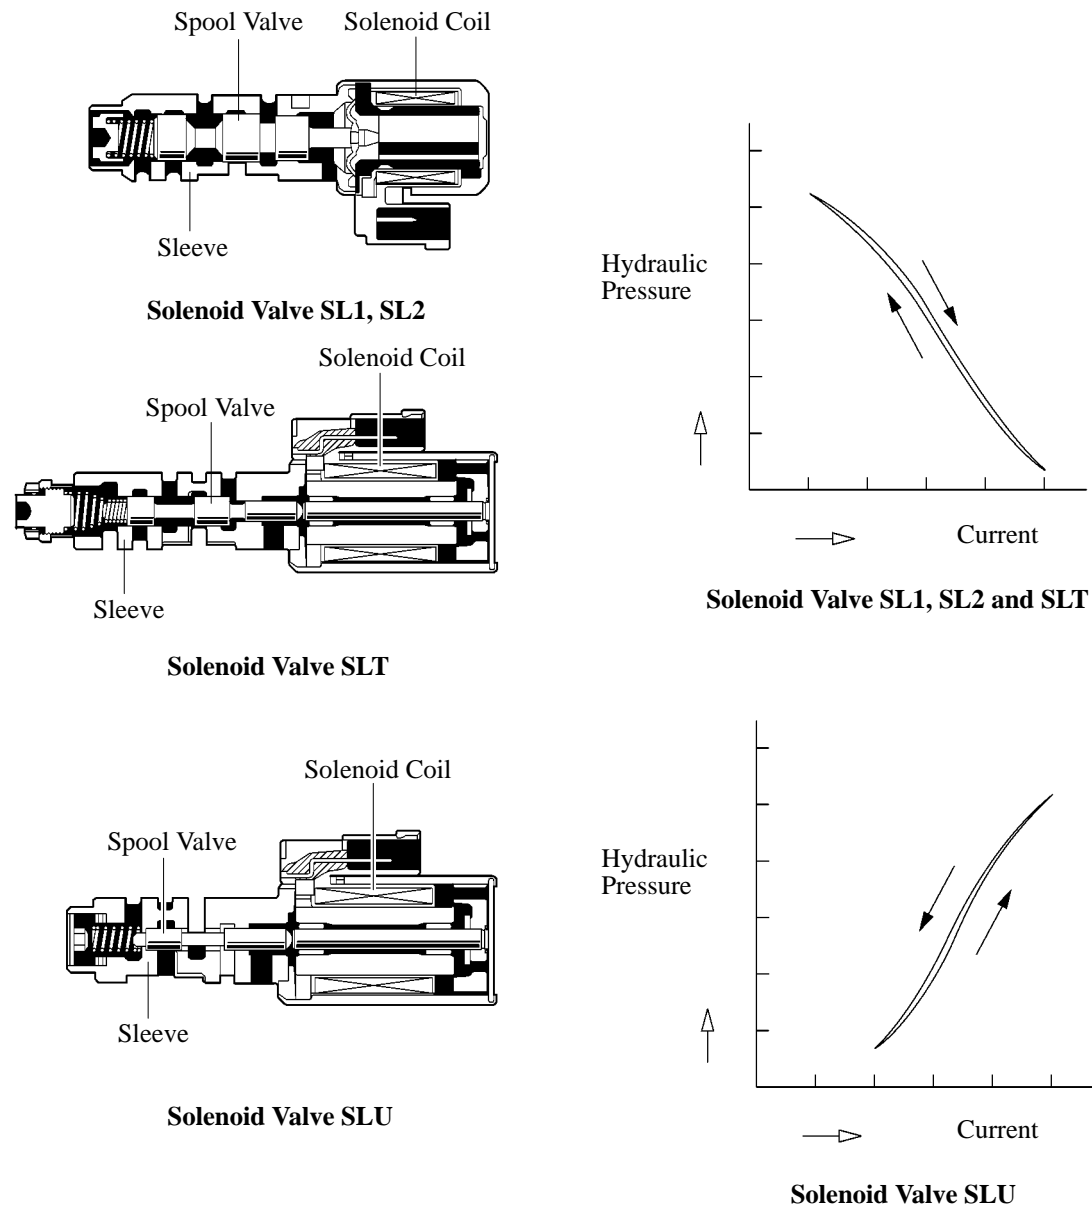 Spool Valve
Solenoid Coil
Sleeve
Solenoid Valve SL1, SL2
Solenoid Coil
Spool Valve
Sleeve
Solenoid Valve SLT
Hydraulic
Pressure
Current
Solenoid Valve SL1, SL2 and SLT
Solenoid Coil
Spool Valve
Sleeve
Solenoid Valve SLU
Hydraulic
Pressure
Current
Solenoid Valve SLU